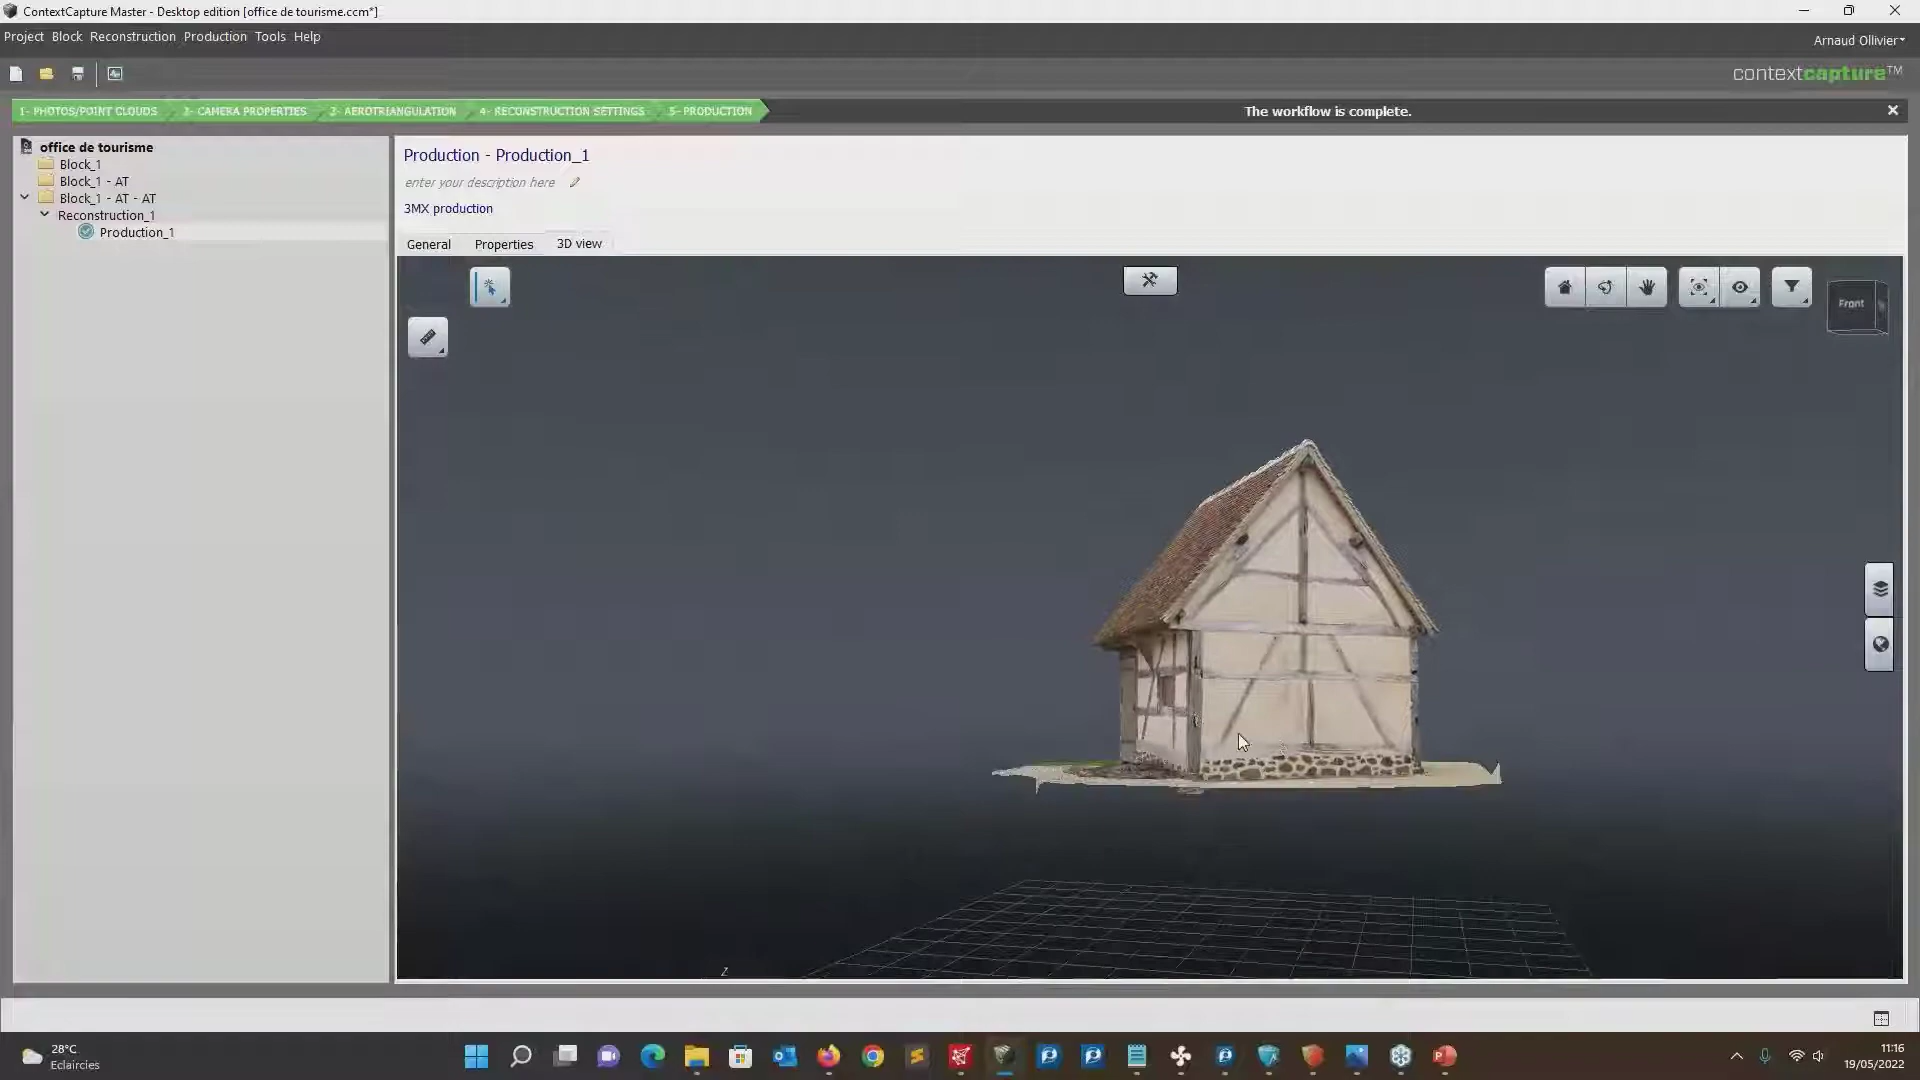 ContextCapture Master - Desktop edition [office de tourisme.ccm*]
Project Block Reconstruction Production Tools Help
Arnaud Ollivier
contextcapture™
1- PHOTOS/POINT CLOUDS 2- CAMERA PROPERTIES 3- AEROTRIANGULATION 4- RECONSTRUCTION SETTINGS 5- PRODUCTION
The workflow is complete.
office de tourisme
Block_1
Block_1 - AT
Block_1 - AT - AT
Reconstruction_1
Production_1
Production - Production_1
enter your description here
3MX production
General Properties 3D view
Front
Z
28°C
Eclaircies
11:16
19/05/2022